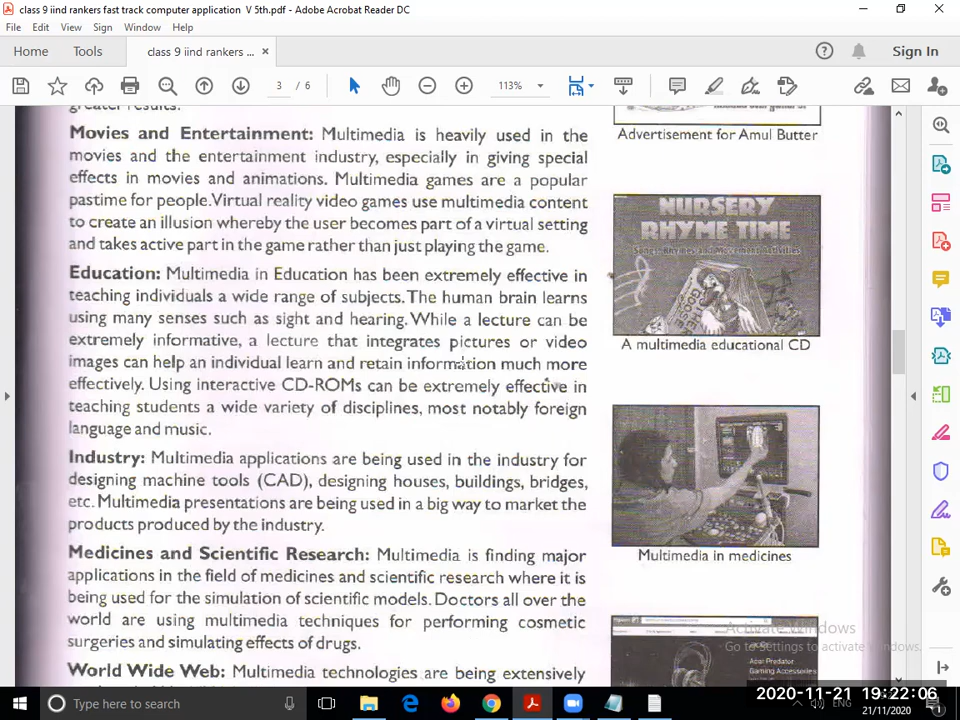 class 9 iind rankers fast track computer application V 5th.pdf - Adobe Acrobat Reader DC
File Edit View Sign Window Help
Home Tools class 9 iind rankers ... × Sign In
3 / 6 113%
greater results.
Movies and Entertainment: Multimedia is heavily used in the
movies and the entertainment industry, especially in giving special
effects in movies and animations. Multimedia games are a popular
pastime for people. Virtual reality video games use multimedia content
to create an illusion whereby the user becomes part of a virtual setting
and takes active part in the game rather than just playing the game.
Education: Multimedia in Education has been extremely effective in
teaching individuals a wide range of subjects. The human brain learns
using many senses such as sight and hearing. While a lecture can be
extremely informative, a lecture that integrates pictures or video
images can help an individual learn and retain information much more
effectively. Using interactive CD-ROMs can be extremely effective in
teaching students a wide variety of disciplines, most notably foreign
language and music.
Industry: Multimedia applications are being used in the industry for
designing machine tools (CAD), designing houses, buildings, bridges,
etc. Multimedia presentations are being used in a big way to market the
products produced by the industry.
Medicines and Scientific Research: Multimedia is finding major
applications in the field of medicines and scientific research where it is
being used for the simulation of scientific models. Doctors all over the
world are using multimedia techniques for performing cosmetic
surgeries and simulating effects of drugs.
World Wide Web: Multimedia technologies are being extensively
Advertisement for Amul Butter
NURSERY
RHYME TIME
Songs, Rhymes and Movement Activities
MOTHER GOOSE
A multimedia educational CD
Multimedia in medicines
Acer Predator
Gaming Accessories
Activate Windows
Go to Settings to activate Windows.
Type here to search
ENG
2020-11-21 19:22:06
21/11/2020